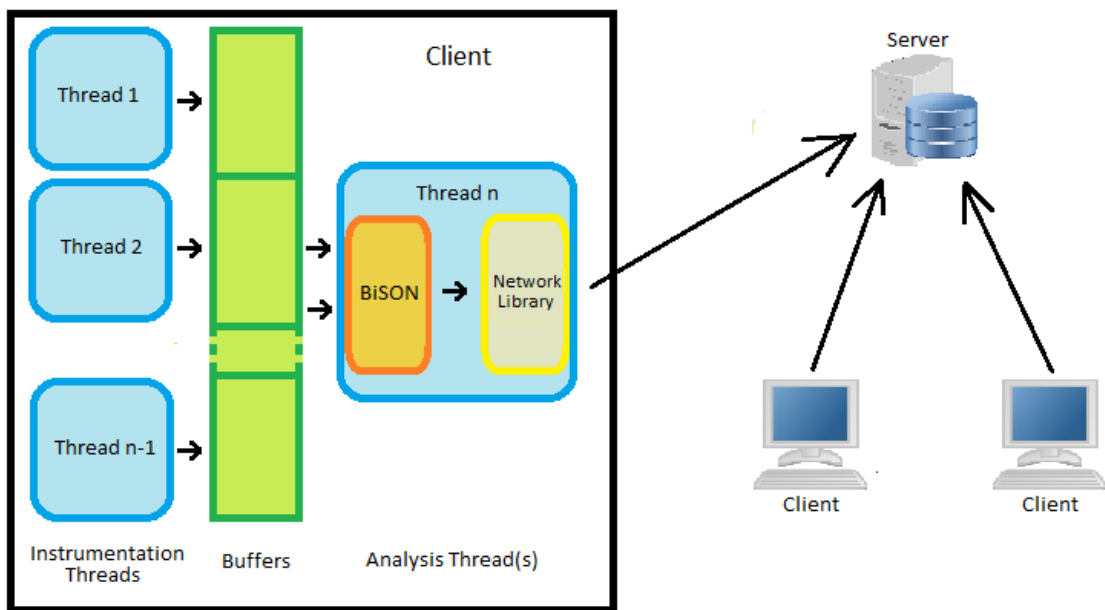 Client
Thread 1
Thread 2
Thread n-1
Thread n
BiSON
Network
Library
Instrumentation
Threads
Buffers
Analysis Thread(s)
Server
Client
Client